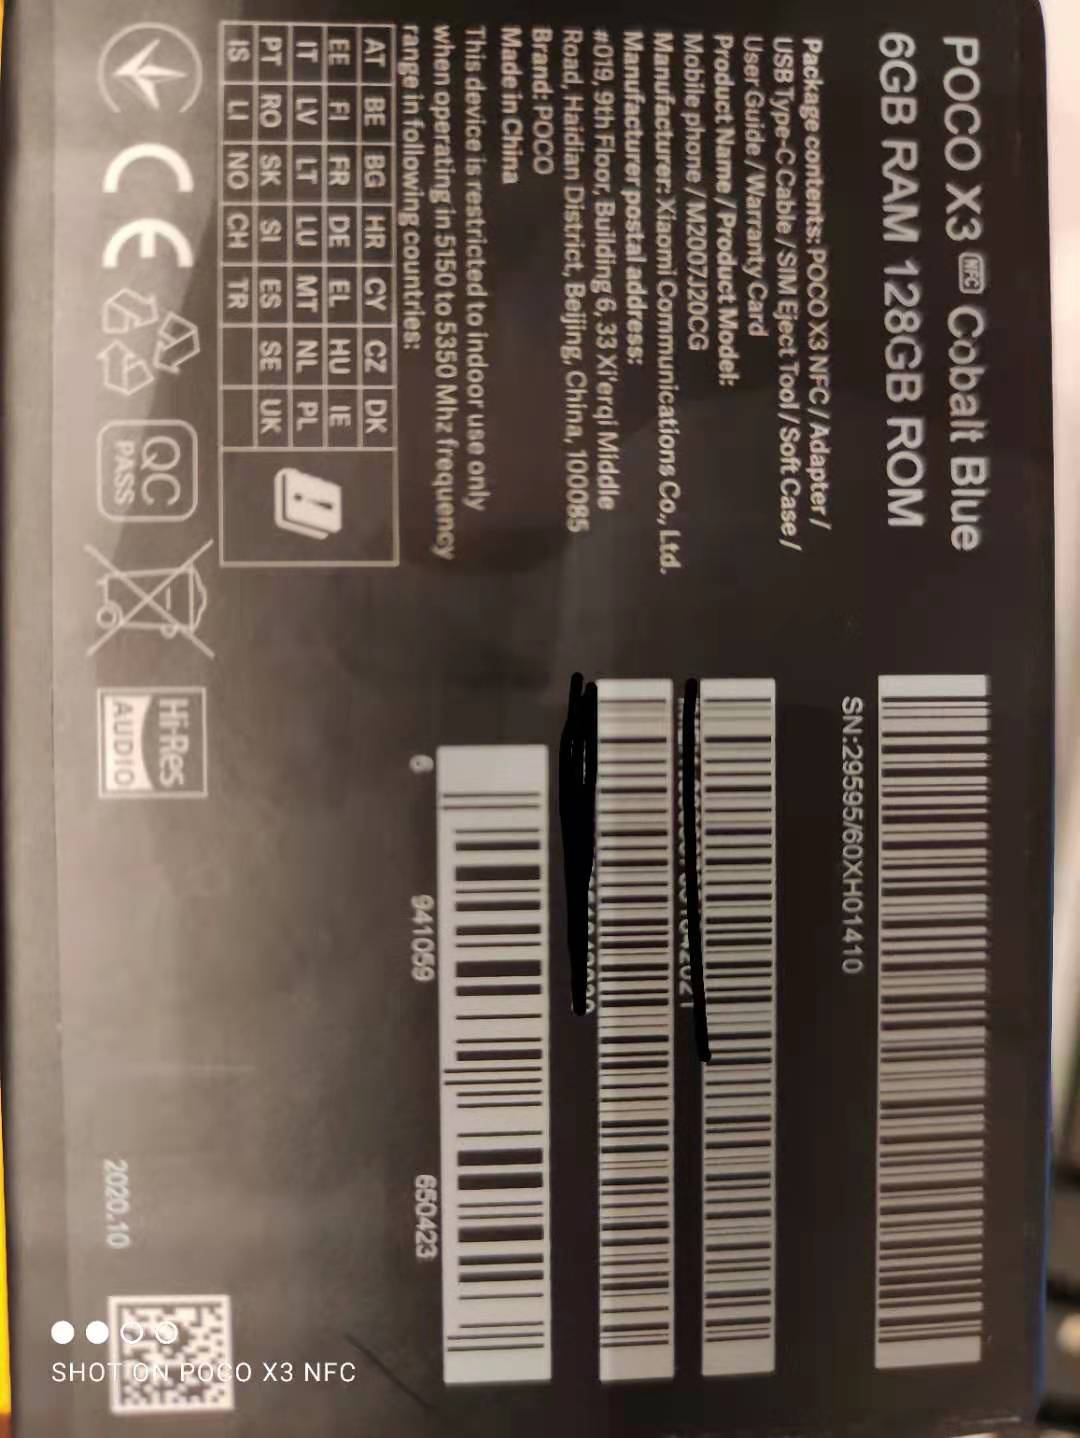 POCO X3 NFC Cobalt Blue
6GB RAM 128GB ROM
Package contents: POCO X3 NFC / Adapter /
USB Type-C Cable / SIM Eject Tool / Soft Case /
User Guide / Warranty Card
Product Name / Product Model:
Mobile phone / M2007J20CG
Manufacturer: Xiaomi Communications Co., Ltd.
Manufacturer postal address:
#019, 9th Floor, Building 6, 33 Xi'erqi Middle
Road, Haidian District, Beijing, China, 100085
Brand: POCO
Made in China
This device is restricted to indoor use only
when operating in 5150 to 5350 Mhz frequency
range in following countries:
AT BE BG HR CY CZ DK
EE FI FR DE EL HU IE
IT LV LT LU MT NL PL
PT RO SK SI ES SE UK
IS LI NO CH TR
CE
QC
PASS
Hi-Res
AUDIO
SN:29595/60XH01410
6 941059 650423
2020.10
SHOT ON POCO X3 NFC